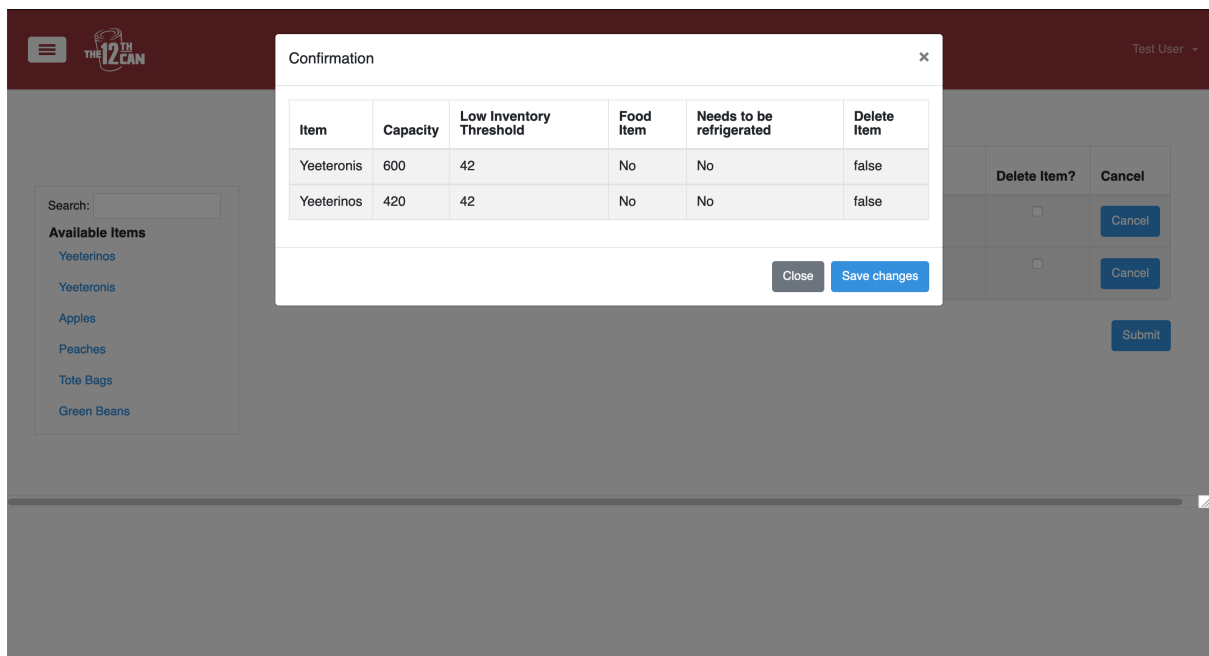 THE 12TH CAN
Test User
Confirmation ×
Item Capacity Low Inventory Threshold Food Item Needs to be refrigerated Delete Item
Yeeteronis 600 42 No No false
Yeeterinos 420 42 No No false
Close Save changes
Delete Item? Cancel
Cancel
Cancel
Submit
Search:
Available Items
Yeeterinos
Yeeteronis
Apples
Peaches
Tote Bags
Green Beans